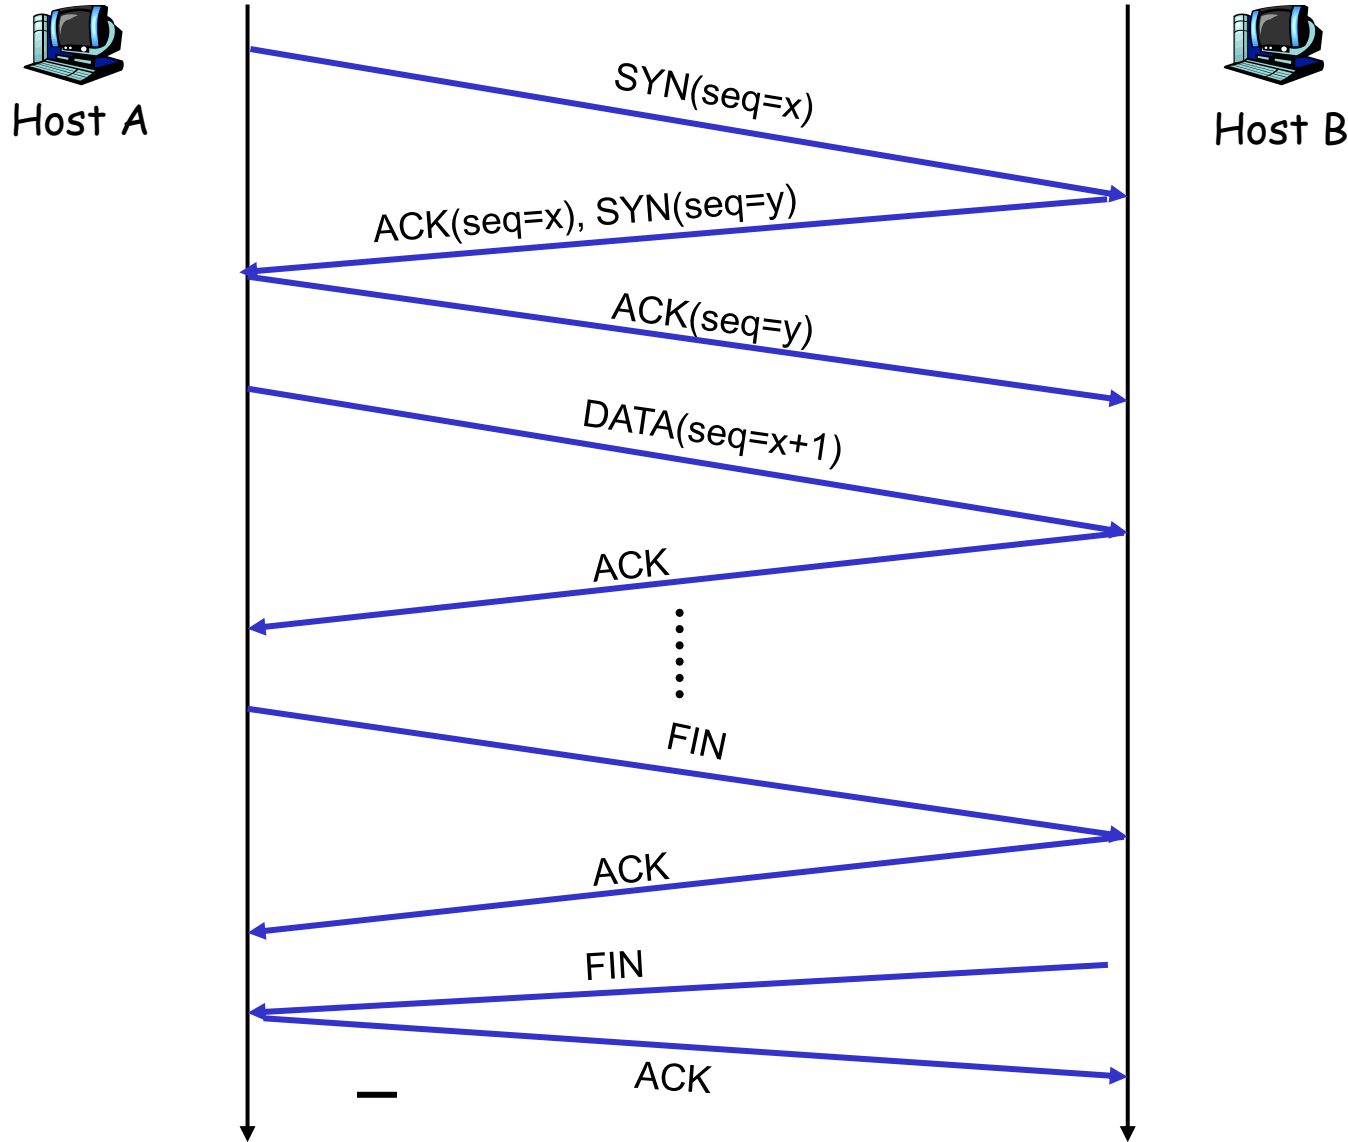 Host A
Host B
SYN(seq=x)
ACK(seq=x), SYN(seq=y)
ACK(seq=y)
DATA(seq=x+1)
ACK
FIN
ACK
FIN
ACK